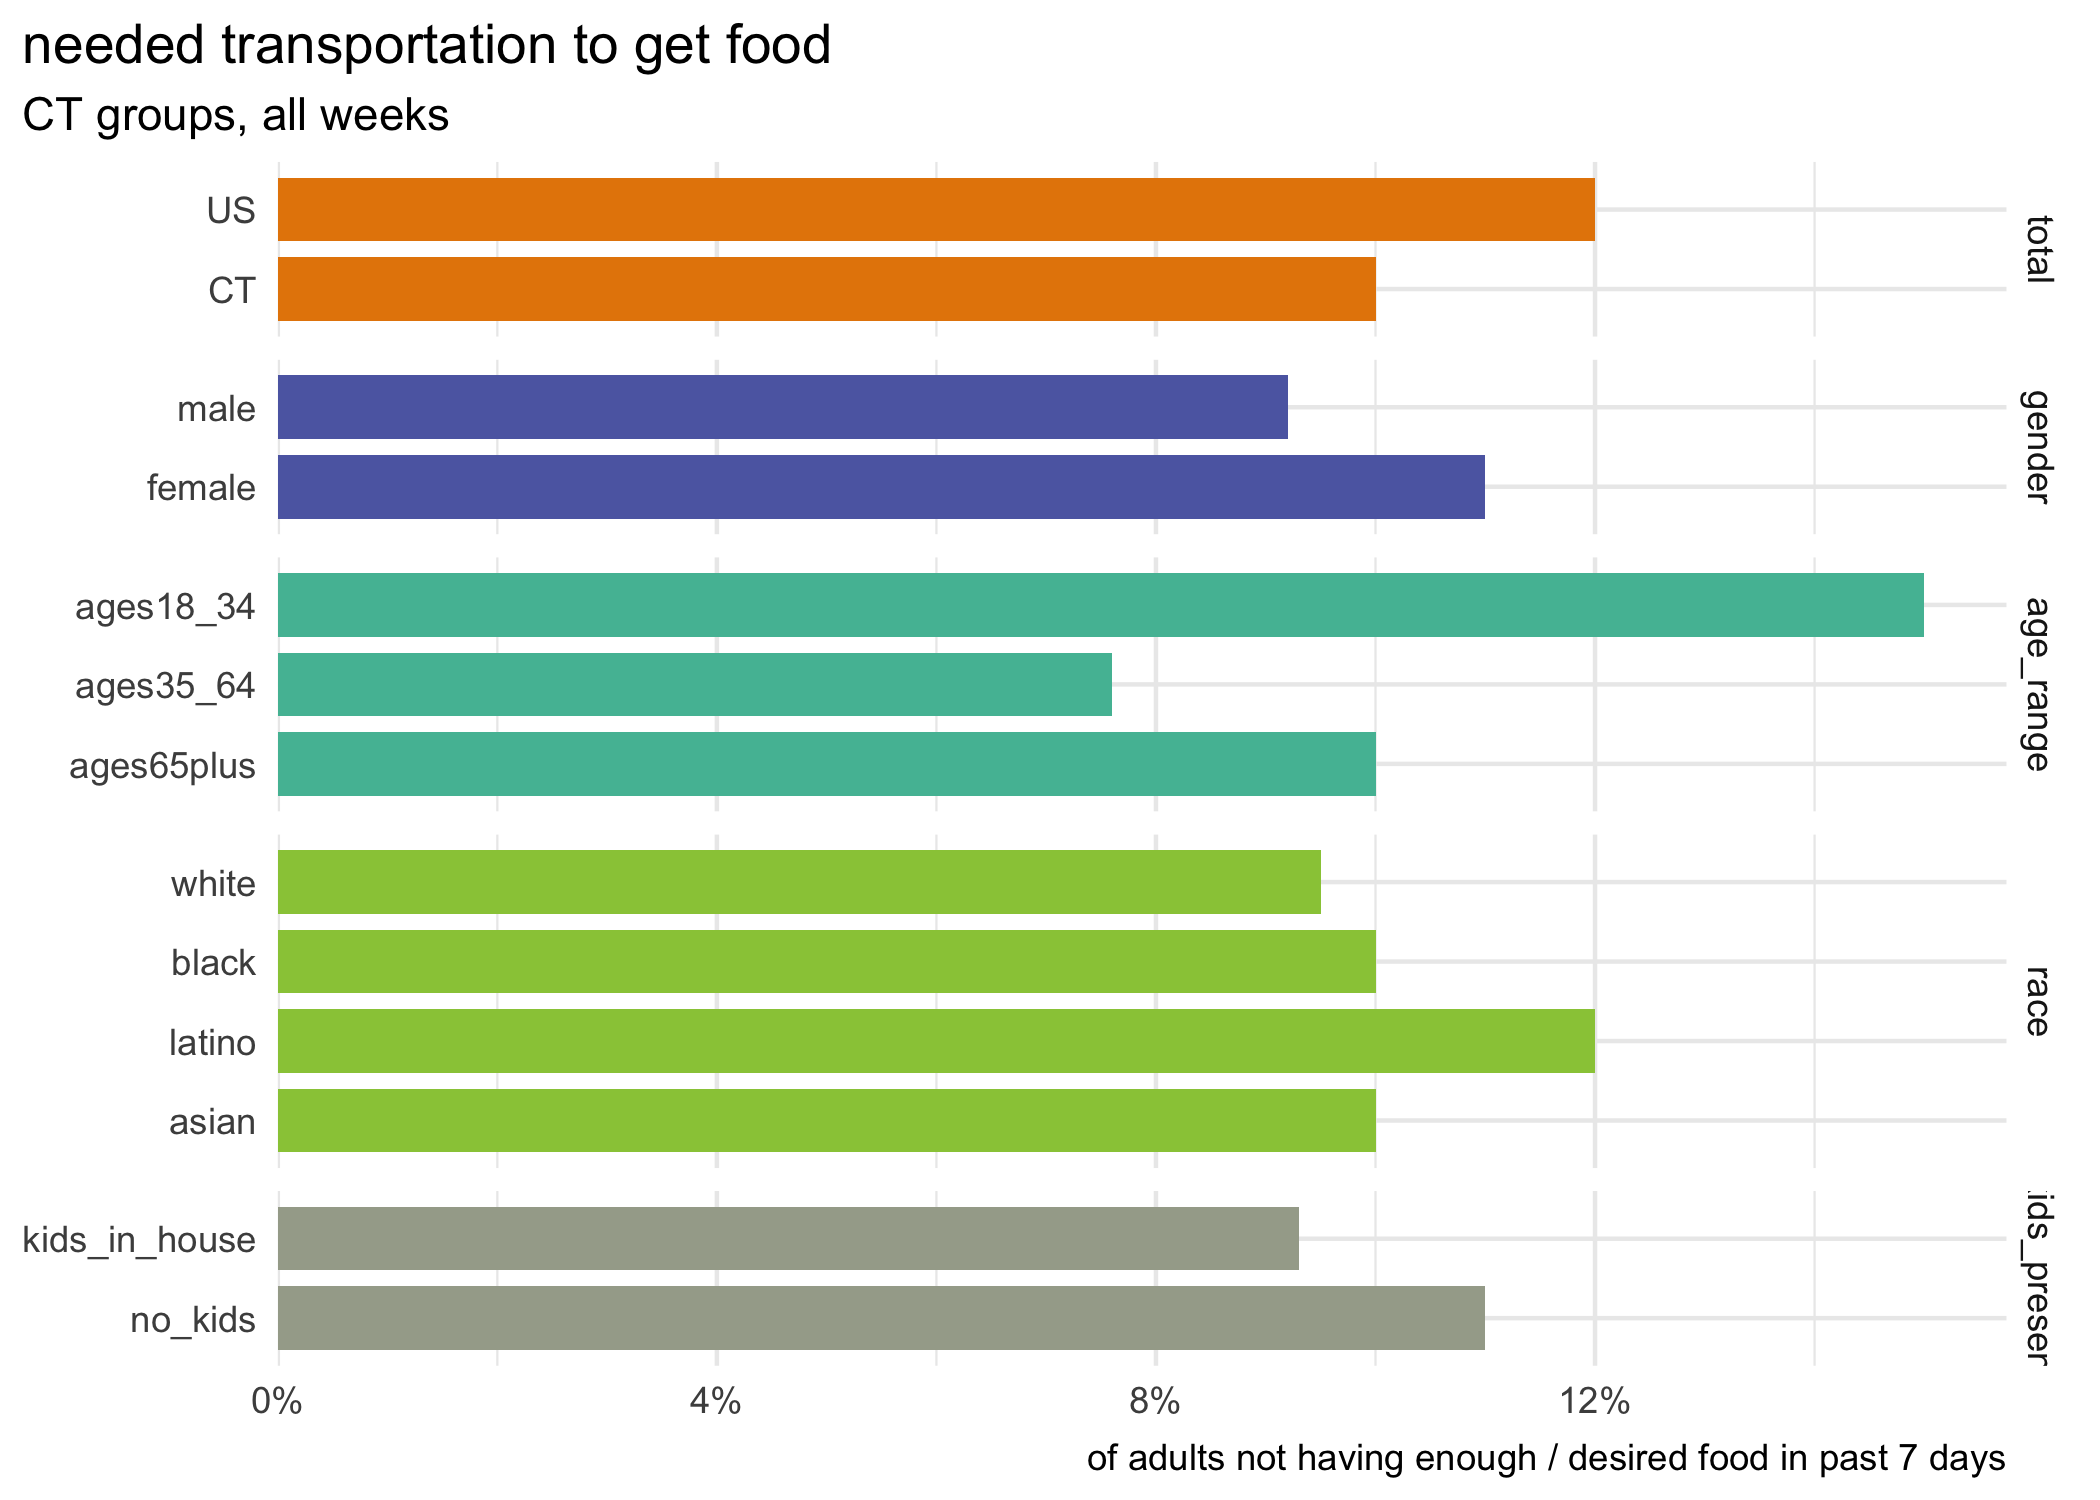 needed transportation to get food
CT groups, all weeks
US
CT
total
male
female
gender
ages18_34
ages35_64
ages65plus
age_range
white
black
latino
asian
race
kids_in_house
no_kids
ids_preser
0% 4% 8% 12%
of adults not having enough / desired food in past 7 days